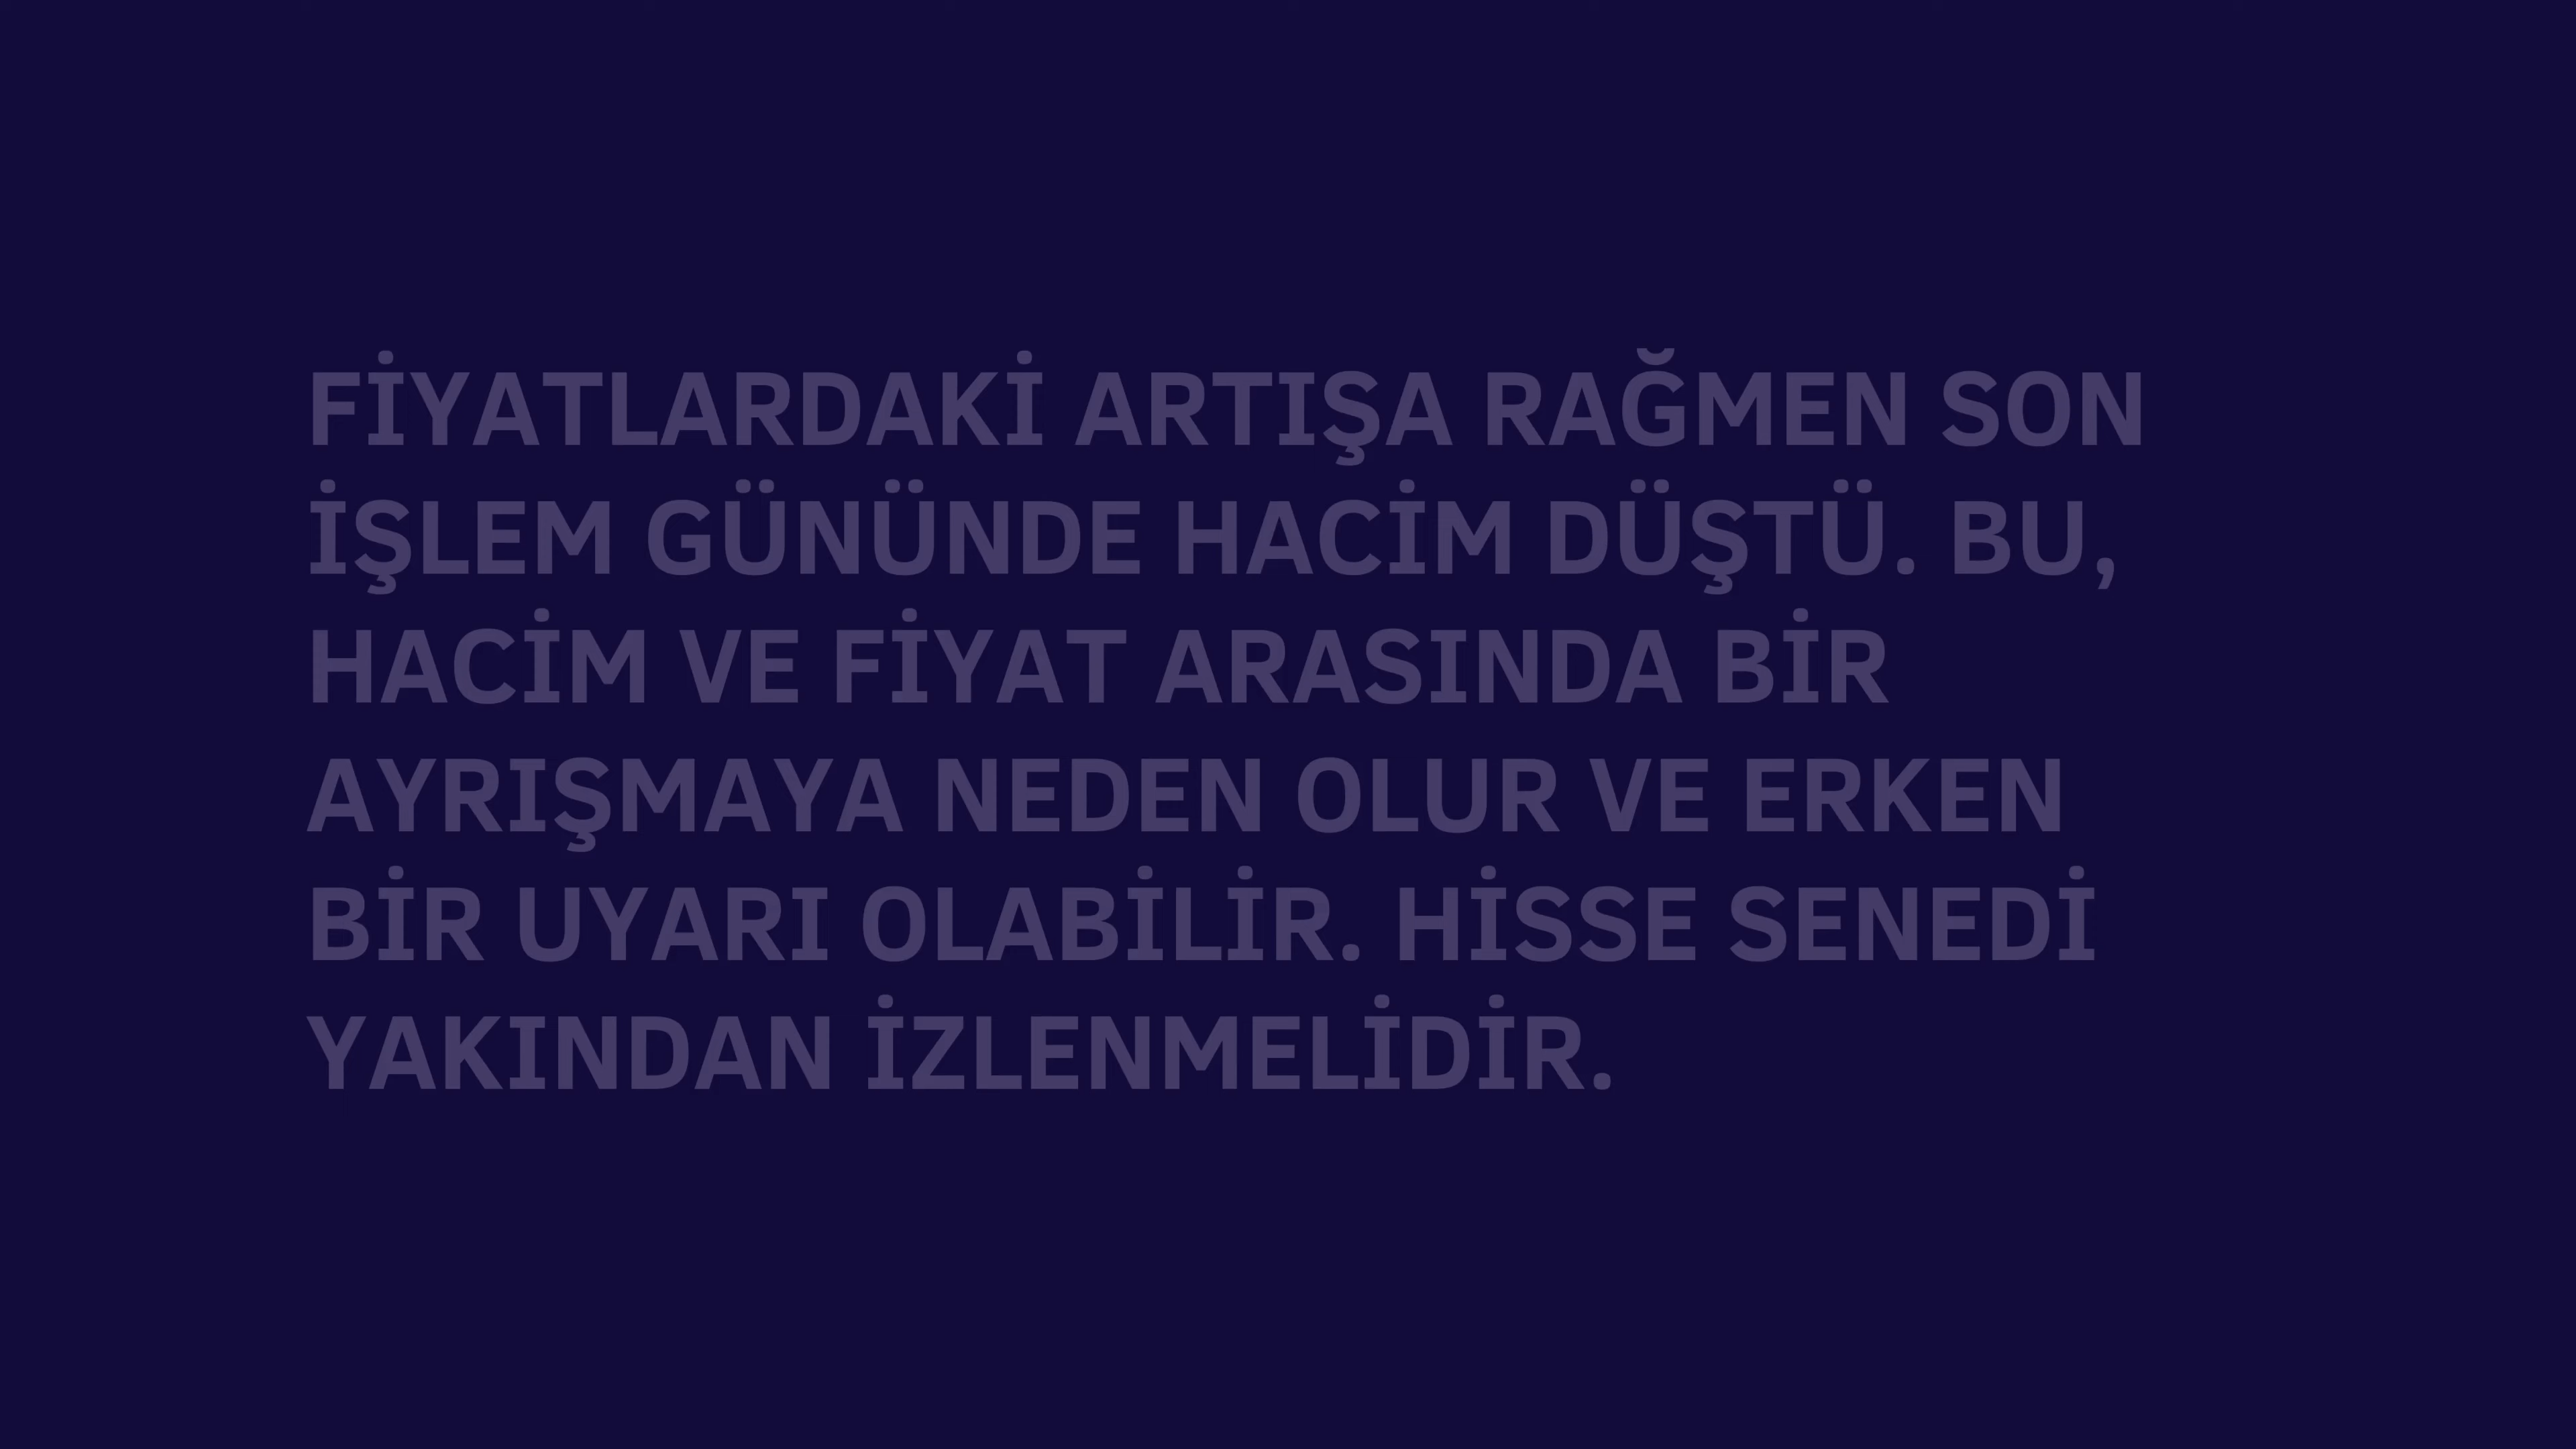 FİYATLARDAKİ ARTIŞA RAĞMEN SON
İŞLEM GÜNÜNDE HACİM DÜŞTÜ. BU,
HACİM VE FİYAT ARASINDA BİR
AYRIŞMAYA NEDEN OLUR VE ERKEN
BİR UYARI OLABİLİR. HİSSE SENEDİ
YAKINDAN İZLENMELİDİR.